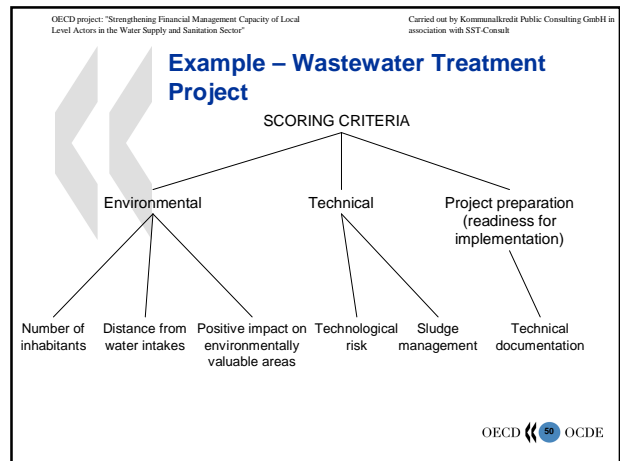 OECD project: "Strengthening Financial Management Capacity of Local
Level Actors in the Water Supply and Sanitation Sector"
Carried out by Kommunalkredit Public Consulting GmbH in
association with SST-Consult
Example – Wastewater Treatment
Project
SCORING CRITERIA
Environmental
Technical
Project preparation
(readiness for
implementation)
Number of
inhabitants
Distance from
water intakes
Positive impact on
environmentally
valuable areas
Technological
risk
Sludge
management
Technical
documentation
OECD 50 OCDE